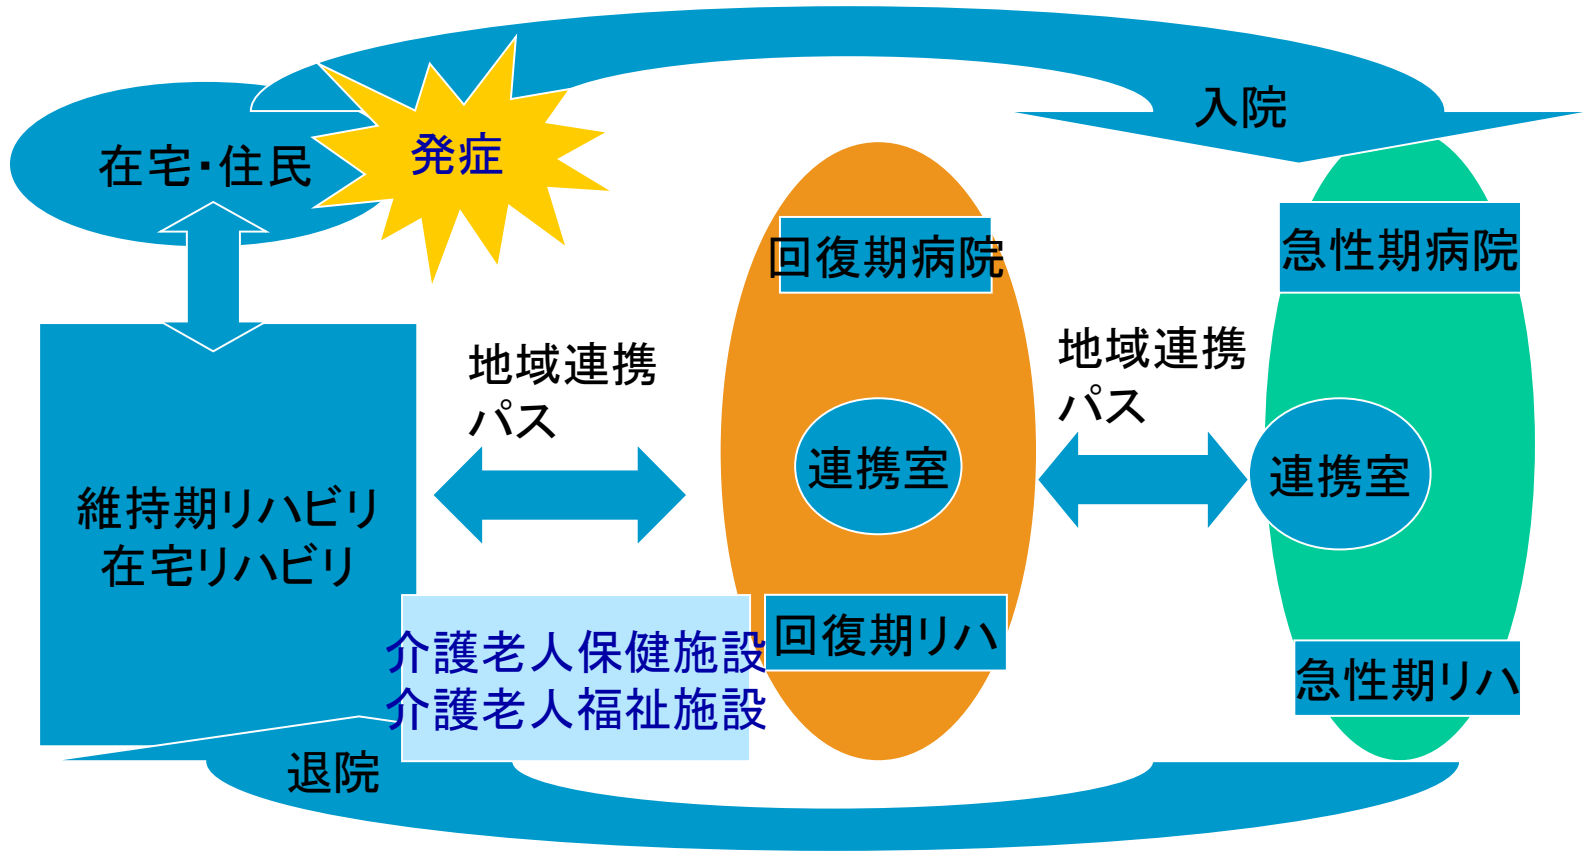 入院
発症
在宅・住民
回復期病院
急性期病院
地域連携
パス
地域連携
パス
連携室
連携室
維持期リハビリ
在宅リハビリ
介護老人保健施設
介護老人福祉施設
回復期リハ
急性期リハ
退院